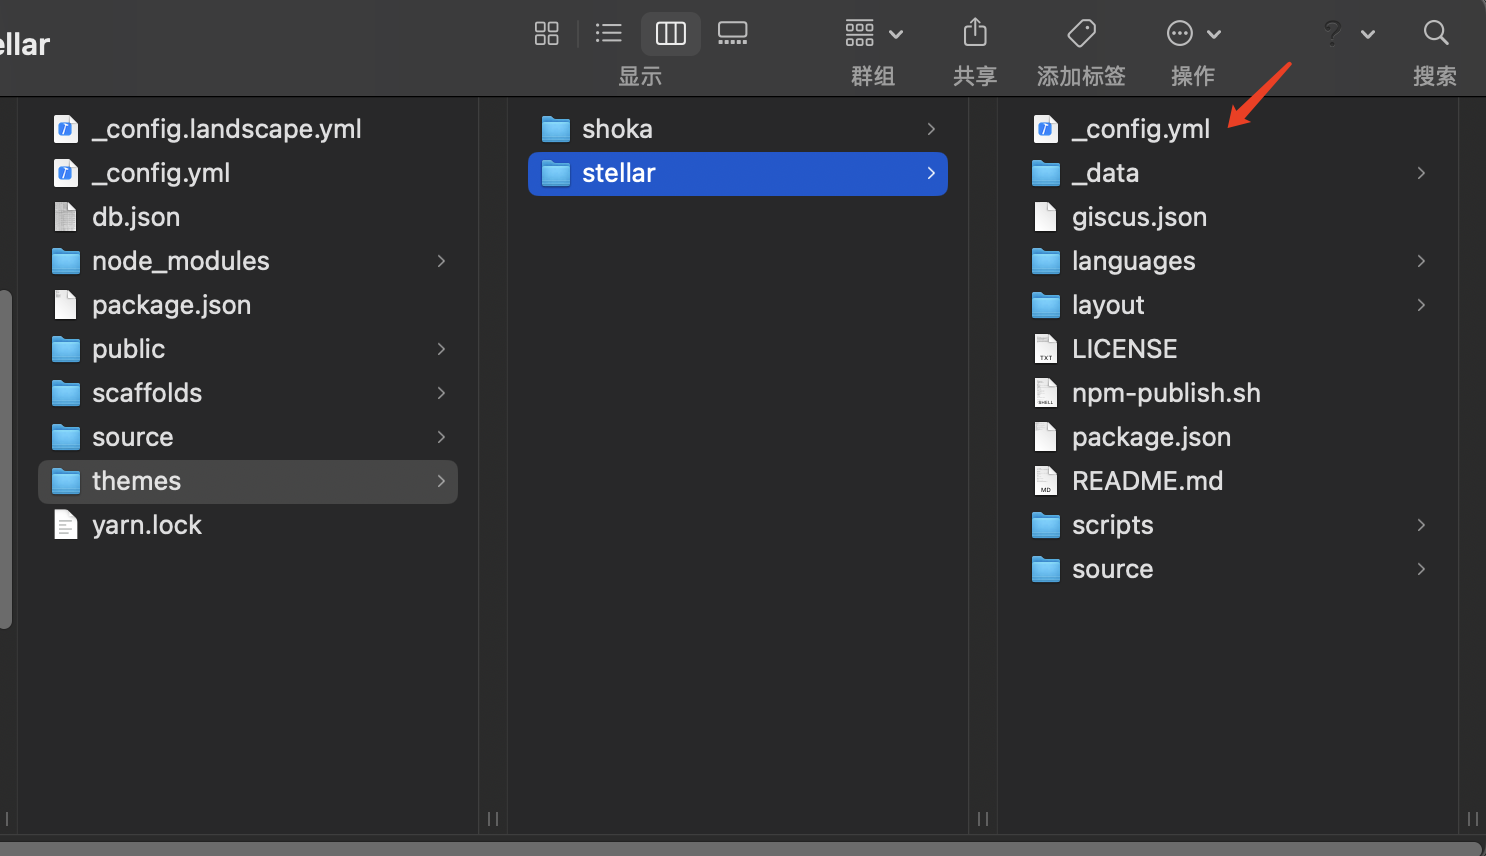 ellar
显示
群组
共享
添加标签
操作
搜索
_config.landscape.yml
_config.yml
db.json
node_modules
package.json
public
scaffolds
source
themes
yarn.lock
shoka
stellar
_config.yml
_data
giscus.json
languages
layout
LICENSE
npm-publish.sh
package.json
README.md
scripts
source